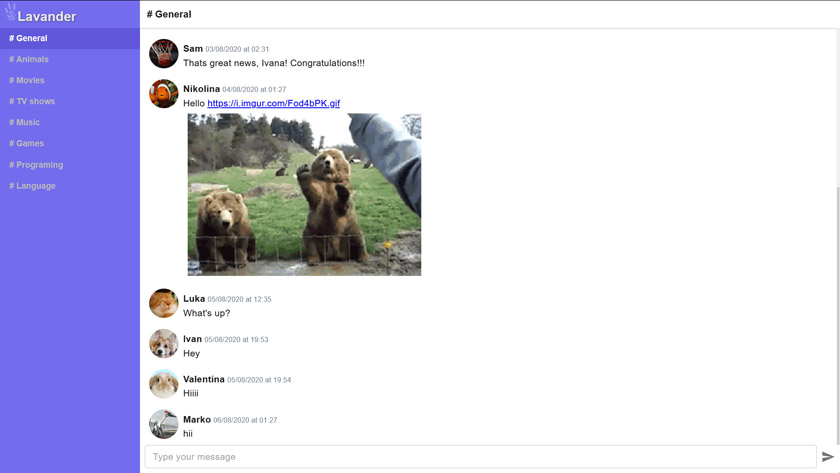 Lavander
# General
# Animals
# Movies
# TV shows
# Music
# Games
# Programing
# Language
# General
Sam 03/08/2020 at 02:31
Thats great news, Ivana! Congratulations!!!
Nikolina 04/08/2020 at 01:27
Hello https://i.imgur.com/Fod4bPK.gif
Luka 05/08/2020 at 12:35
What's up?
Ivan 05/08/2020 at 19:53
Hey
Valentina 05/08/2020 at 19:54
Hiiii
Marko 06/08/2020 at 01:27
hii
Type your message